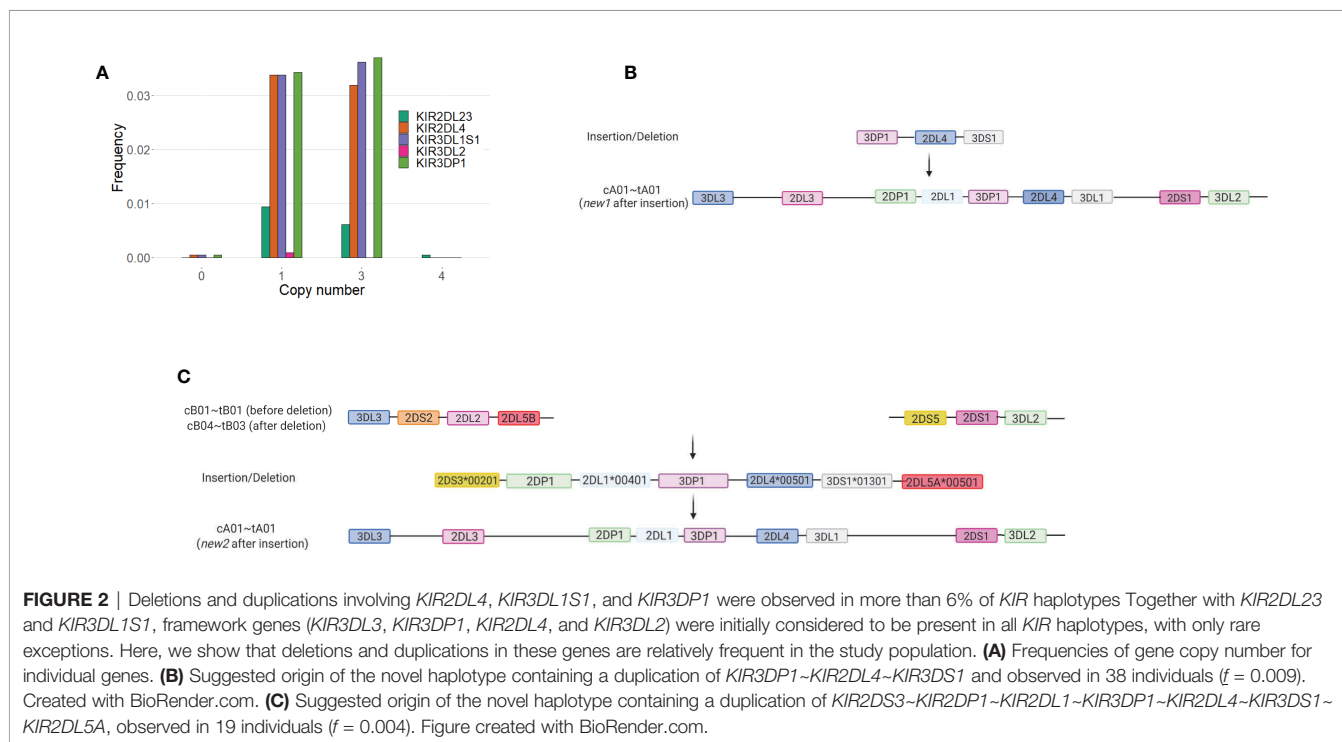 A
0.03
0.02
0.01
0.00
Frequency
KIR2DL23
KIR2DL4
KIR3DL1S1
KIR3DL2
KIR3DP1
0 1 3 4
Copy number
B
Insertion/Deletion
3DP1 2DL4 3DS1
cA01~tA01
(new1 after insertion)
3DL3 2DL3 2DP1 2DL1 3DP1 2DL4 3DL1 2DS1 3DL2
C
cB01~tB01 (before deletion)
cB04~tB03 (after deletion)
3DL3 2DS2 2DL2 2DL5B 2DS5 2DS1 3DL2
Insertion/Deletion
2DS3*00201 2DP1 2DL1*00401 3DP1 2DL4*00501 3DS1*01301 2DL5A*00501
cA01~tA01
(new2 after insertion)
3DL3 2DL3 2DP1 2DL1 3DP1 2DL4 3DL1 2DS1 3DL2
FIGURE 2 | Deletions and duplications involving KIR2DL4, KIR3DL1S1, and KIR3DP1 were observed in more than 6% of KIR haplotypes Together with KIR2DL23
and KIR3DL1S1, framework genes (KIR3DL3, KIR3DP1, KIR2DL4, and KIR3DL2) were initially considered to be present in all KIR haplotypes, with only rare
exceptions. Here, we show that deletions and duplications in these genes are relatively frequent in the study population. (A) Frequencies of gene copy number for
individual genes. (B) Suggested origin of the novel haplotype containing a duplication of KIR3DP1~KIR2DL4~KIR3DS1 and observed in 38 individuals (f = 0.009).
Created with BioRender.com. (C) Suggested origin of the novel haplotype containing a duplication of KIR2DS3~KIR2DP1~KIR2DL1~KIR3DP1~KIR2DL4~KIR3DS1~
KIR2DL5A, observed in 19 individuals (f = 0.004). Figure created with BioRender.com.